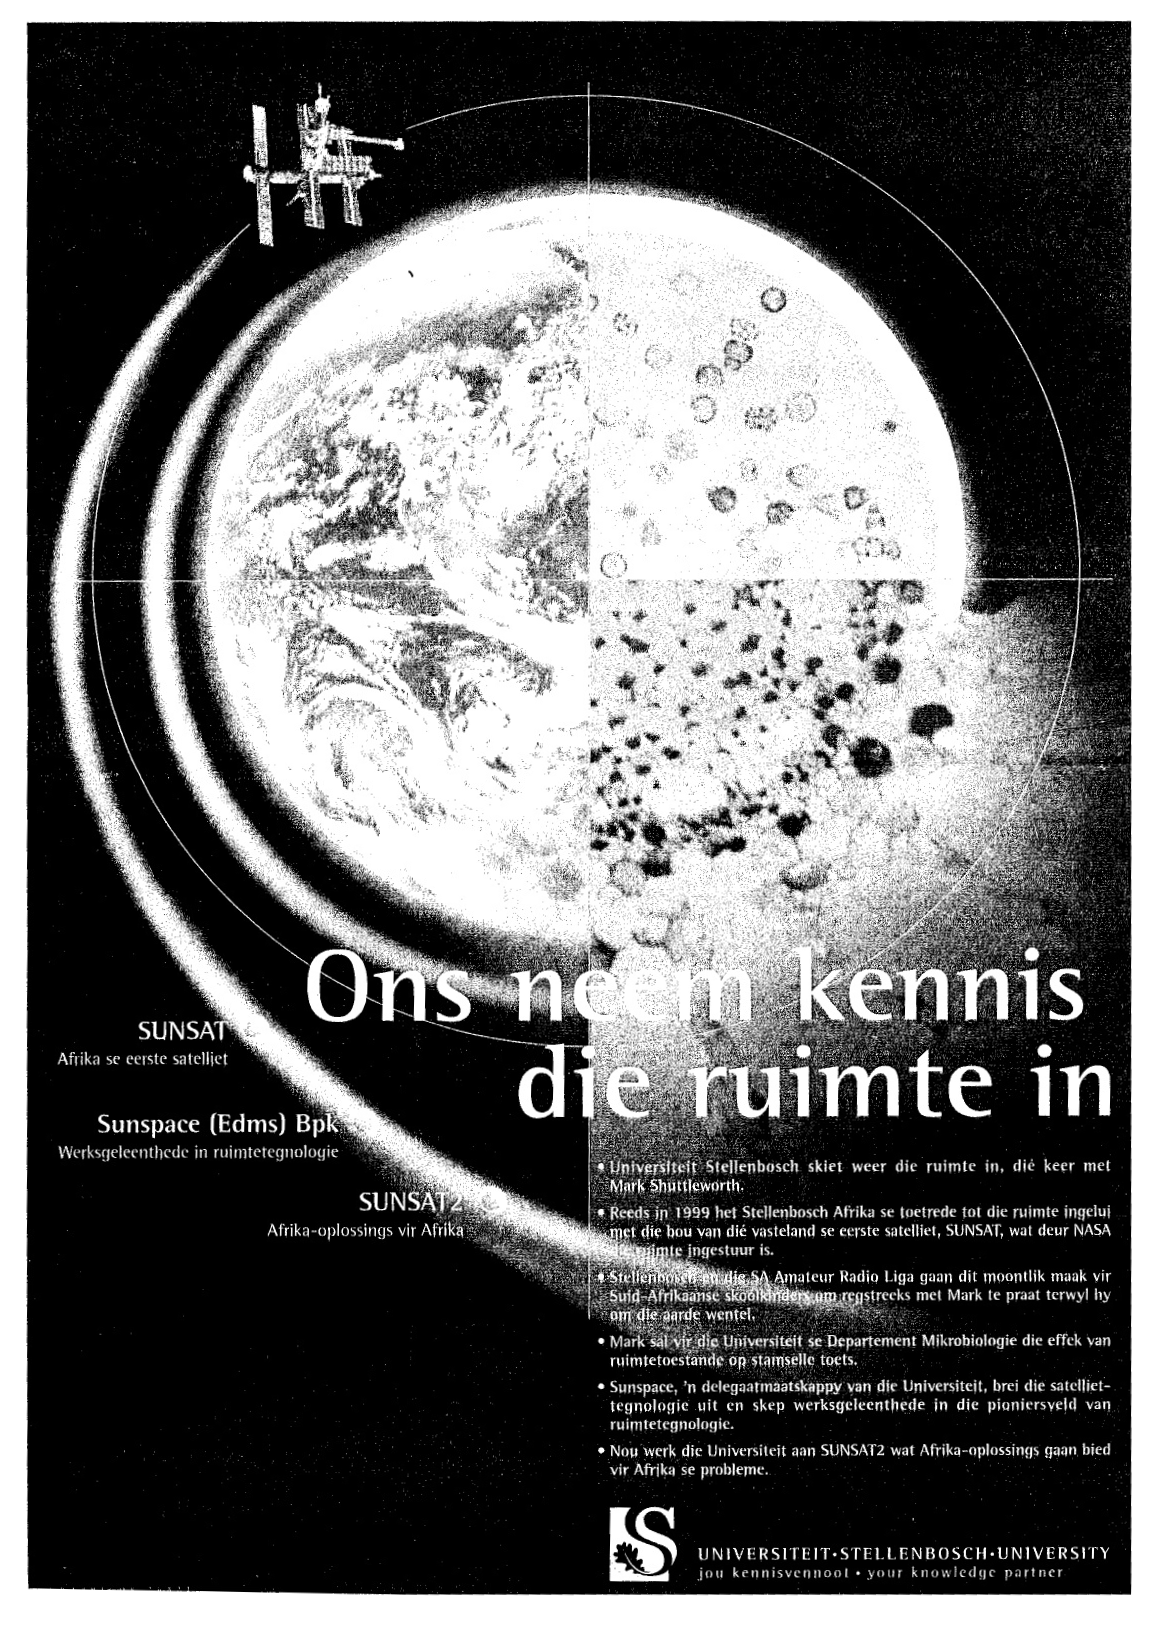 Ons neem kennis
die ruimte in
SUNSAT
Afrika se eerste satelliet
Sunspace (Edms) Bpk
Werksgeleenthede in ruimtetegnologie
SUNSAT2
Afrika-oplossings vir Afrika
• Universiteit Stellenbosch skiet weer die ruimte in, dié keer met
Mark Shuttleworth.
• Reeds in 1999 het Stellenbosch Afrika se toetrede tot die ruimte ingelui
met die bou van dié vasteland se eerste satelliet, SUNSAT, wat deur NASA
die ruimte ingestuur is.
• Stellenbosch en die SA Amateur Radio Liga gaan dit moontlik maak vir
Suid-Afrikaanse skoolkinders om regstreeks met Mark te praat terwyl hy
om die aarde wentel.
• Mark sal vir die Universiteit se Departement Mikrobiologie die effek van
ruimtetoestande op stamselle toets.
• Sunspace, 'n delegaatmaatskappy van die Universiteit, brei die satelliet-
tegnologie uit en skep werksgeleenthede in die pioniersveld van
ruimtetegnologie.
• Nou werk die Universiteit aan SUNSAT2 wat Afrika-oplossings gaan bied
vir Afrika se probleme.
S
UNIVERSITEIT•STELLENBOSCH•UNIVERSITY
jou kennisvennoot • your knowledge partner